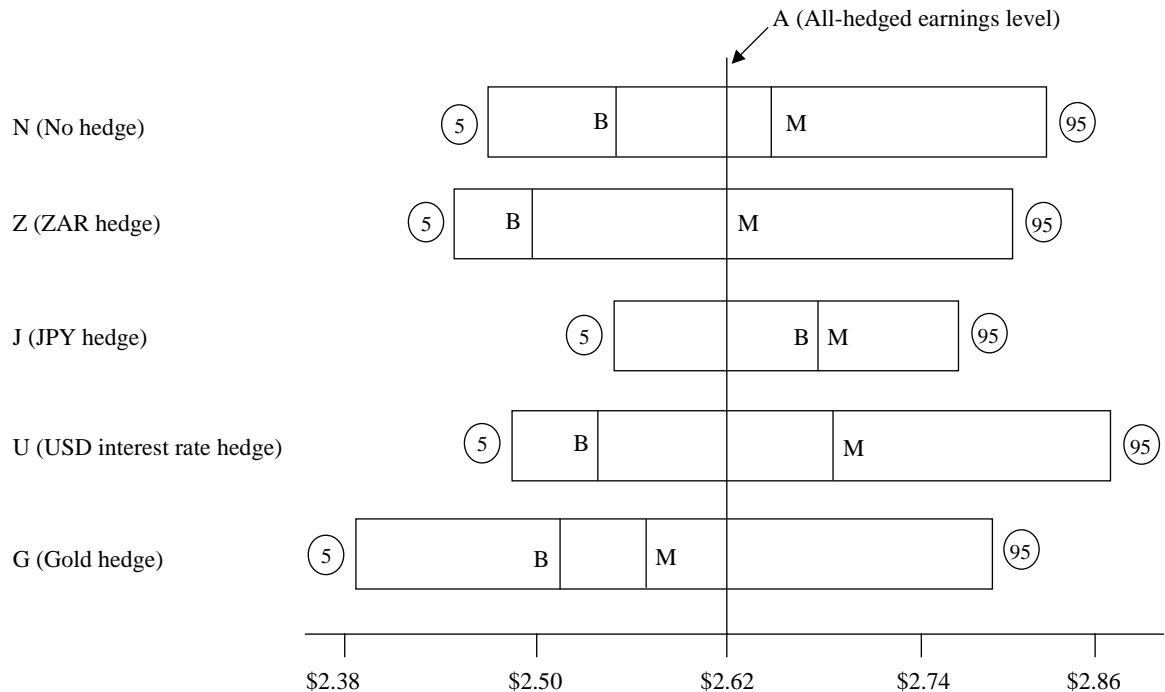 A (All-hedged earnings level)
N (No hedge) 5 B M 95
Z (ZAR hedge) 5 B M 95
J (JPY hedge) 5 B M 95
U (USD interest rate hedge) 5 B M 95
G (Gold hedge) 5 B M 95
$2.38 $2.50 $2.62 $2.74 $2.86